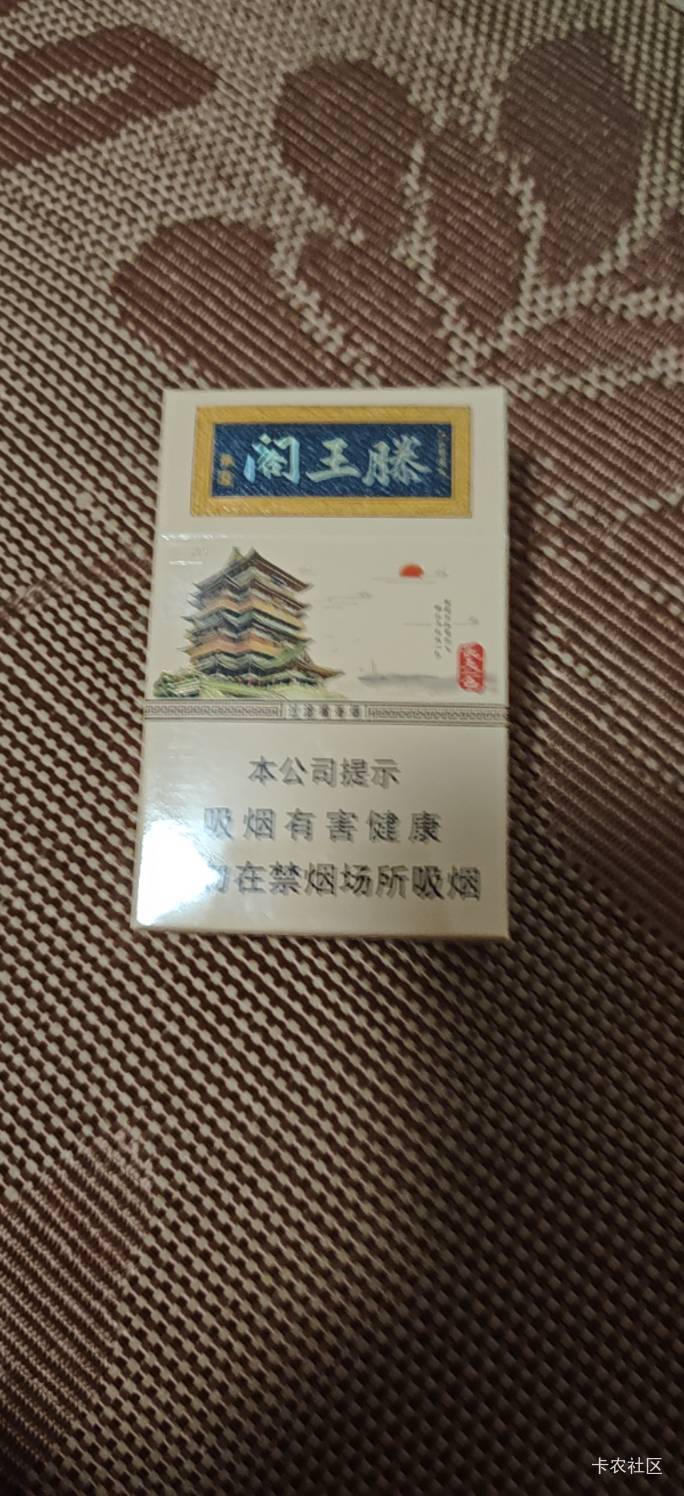 滕王阁
本公司提示
吸烟有害健康
勿在禁烟场所吸烟
卡农社区